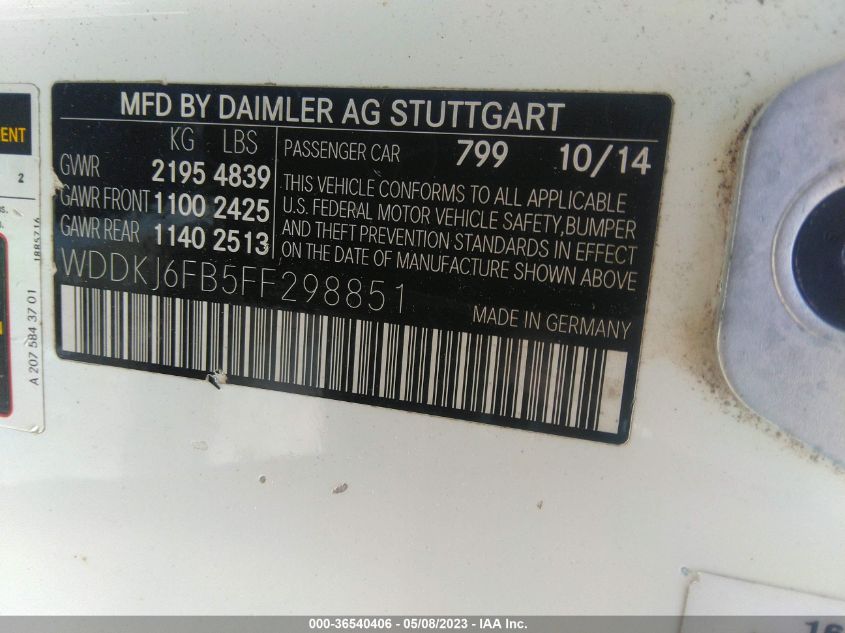 MFD BY DAIMLER AG STUTTGART
KG LBS
GVWR 2195 4839
GAWR FRONT 1100 2425
GAWR REAR 1140 2513
PASSENGER CAR 799 10/14
THIS VEHICLE CONFORMS TO ALL APPLICABLE
U.S. FEDERAL MOTOR VEHICLE SAFETY,BUMPER
AND THEFT PREVENTION STANDARDS IN EFFECT
ON THE DATE OF MANUFACTURE SHOWN ABOVE
WDDKJ6FB5FF298851
MADE IN GERMANY
2
1885716
A 207 584 37 01
000-36540406 - 05/08/2023 - IAA Inc.